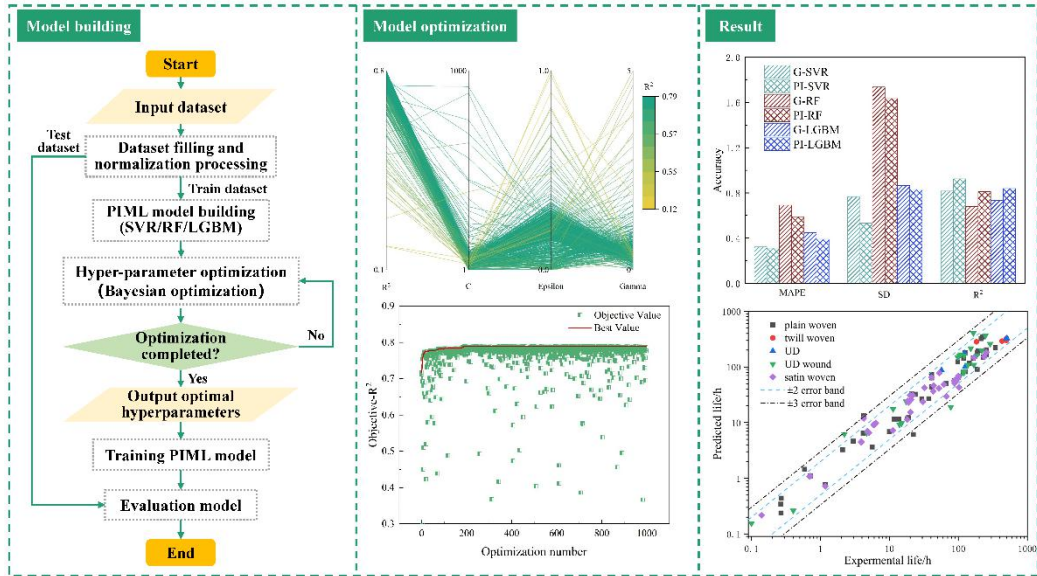 Model building
Start
Input dataset
Test
dataset
Dataset filling and
normalization processing
Train dataset
PIML model building
(SVR/RF/LGBM)
Hyper-parameter optimization
(Bayesian optimization)
No
Optimization
completed?
Yes
Output optimal
hyperparameters
Training PIML model
Evaluation model
End
Model optimization
0.8
1000
1.0
5
R²
0.79
0.57
0.35
0.12
0.1
1
0.0
0
R²
C
Epsilon
Gamma
0.9
0.8
0.7
0.6
0.5
0.4
0.3
Objective-R²
Objective Value
Best Value
0
200
400
600
800
1000
Optimization number
Result
2.0
1.6
1.2
0.8
0.4
0.0
Accuracy
G-SVR
PI-SVR
G-RF
PI-RF
G-LGBM
PI-LGBM
MAPE
SD
R²
1000
100
10
1
0.1
Predicted life/h
plain woven
twill woven
UD
UD wound
satin woven
±2 error band
±3 error band
0.1
1
10
100
1000
Expermental life/h